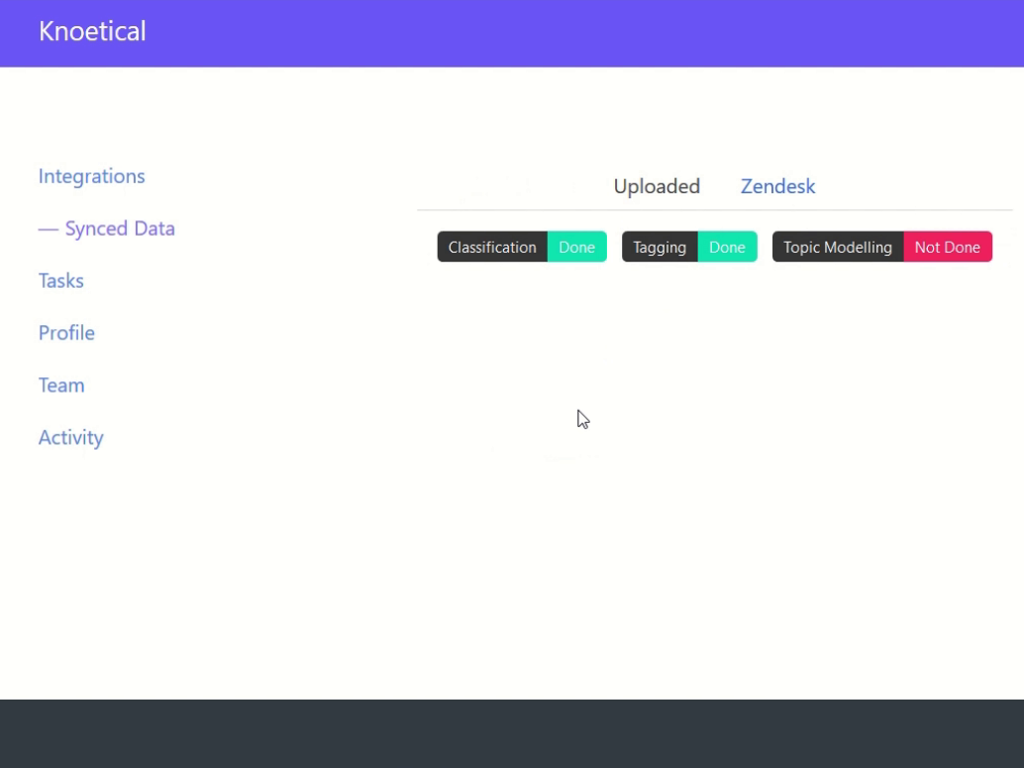 Knoetical
Integrations
— Synced Data
Tasks
Profile
Team
Activity
Uploaded Zendesk
Classification Done Tagging Done Topic Modelling Not Done